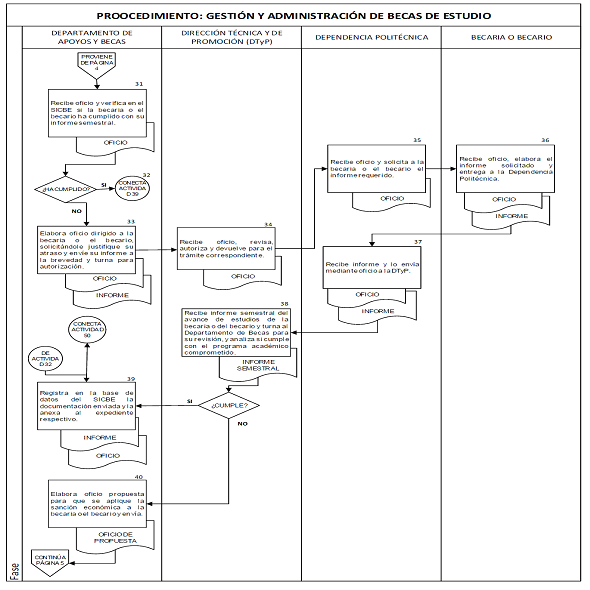 PROOCEDIMIENTO: GESTIÓN Y ADMINISTRACIÓN DE BECAS DE ESTUDIO
DEPARTAMENTO DE
APOYOS Y BECAS
DIRECCIÓN TÉCNICA Y DE
PROMOCIÓN (DTyP)
DEPENDENCIA POLITÉCNICA
BECARIA O BECARIO
PROVIENE
DE PÁGINA
4
31
Recibe oficio y verifica en el
SICBE si la becaria o el
becario ha cumplido con su
informe semestral.
OFICIO
32
¿HA CUMPLIDO?
SI
CONECTA
ACTIVIDA
D 39
NO
33
Elabora oficio dirigido a la
becaria o el becario,
solicitándole justifique su
atraso y envíe su informe a
la brevedad y turna para
autorización.
OFICIO
INFORME
34
Recibe oficio, revisa,
autoriza y devuelve para el
trámite correspondiente.
OFICIO
35
Recibe oficio y solicita a la
becaria o el becario el
informe requerido.
OFICIO
36
Recibe oficio, elabora el
informe solicitado y
entrega a la Dependencia
Politécnica.
OFICIO
INFORME
37
Recibe informe y lo envía
mediante oficio a la DTyP.
OFICIO
INFORME
38
Recibe informe semestral del
avance de estudios de la
becaria o del becario y turna al
Departamento de Becas para
su revisión, y analiza si cumple
con el programa académico
comprometido.
INFORME
SEMESTRAL
¿CUMPLE?
SI
NO
CONECTA
ACTIVIDAD
50
DE
ACTIVIDA
D 32
39
Registra en la base de
datos del SICBE la
documentación enviada y la
anexa al expediente
respectivo.
INFORME
OFICIO
40
Elabora oficio propuesta
para que se aplique la
sanción económica a la
becaria o el becario y envía.
OFICIO DE
PROPUESTA
CONTINÚA
PÁGINA 5
Fase